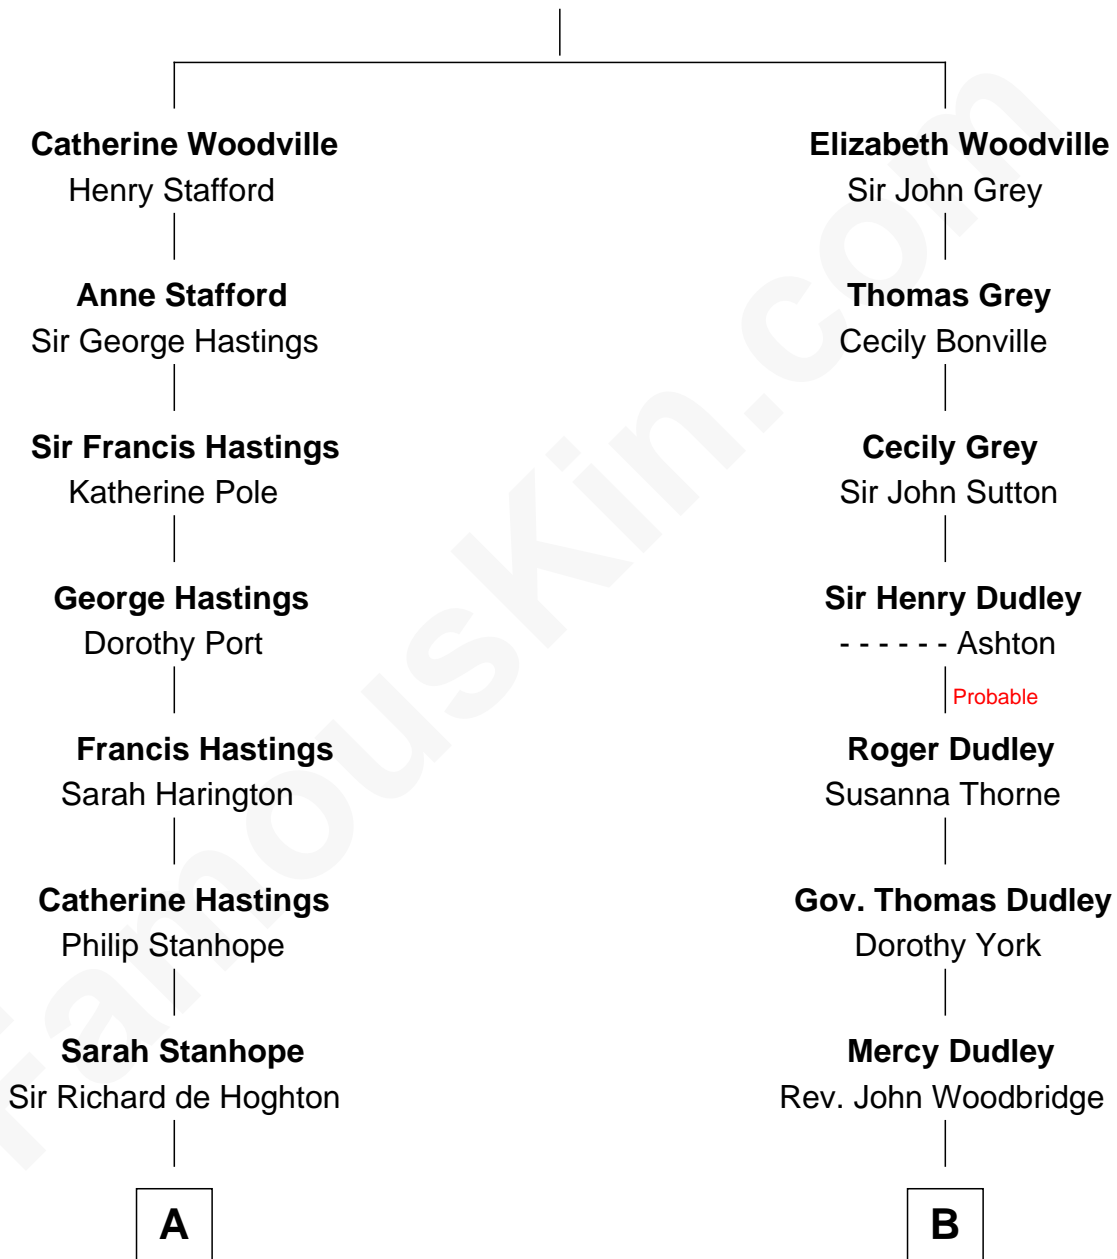 Catherine Woodville
Henry Stafford
Anne Stafford
Sir George Hastings
Sir Francis Hastings
Katherine Pole
George Hastings
Dorothy Port
Francis Hastings
Sarah Harington
Catherine Hastings
Philip Stanhope
Sarah Stanhope
Sir Richard de Hoghton
A
Elizabeth Woodville
Sir John Grey
Thomas Grey
Cecily Bonville
Cecily Grey
Sir John Sutton
Sir Henry Dudley
- - - - - - Ashton
Probable
Roger Dudley
Susanna Thorne
Gov. Thomas Dudley
Dorothy York
Mercy Dudley
Rev. John Woodbridge
B
FamousKin.com